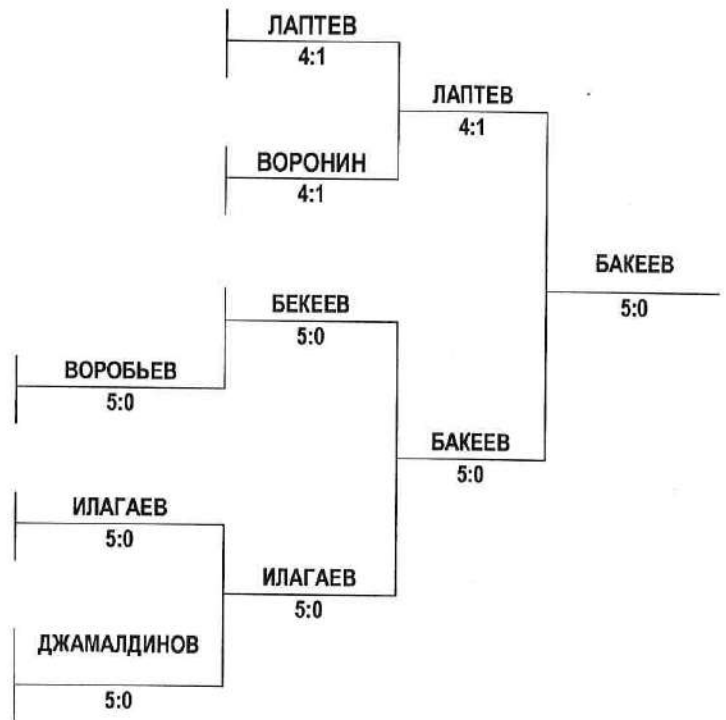 ЛАПТЕВ
4:1
ЛАПТЕВ
4:1
ВОРОНИН
4:1
БАКЕЕВ
5:0
БЕКЕЕВ
5:0
ВОРОБЬЕВ
5:0
БАКЕЕВ
5:0
ИЛАГАЕВ
5:0
ИЛАГАЕВ
5:0
ДЖАМАЛДИНОВ
5:0